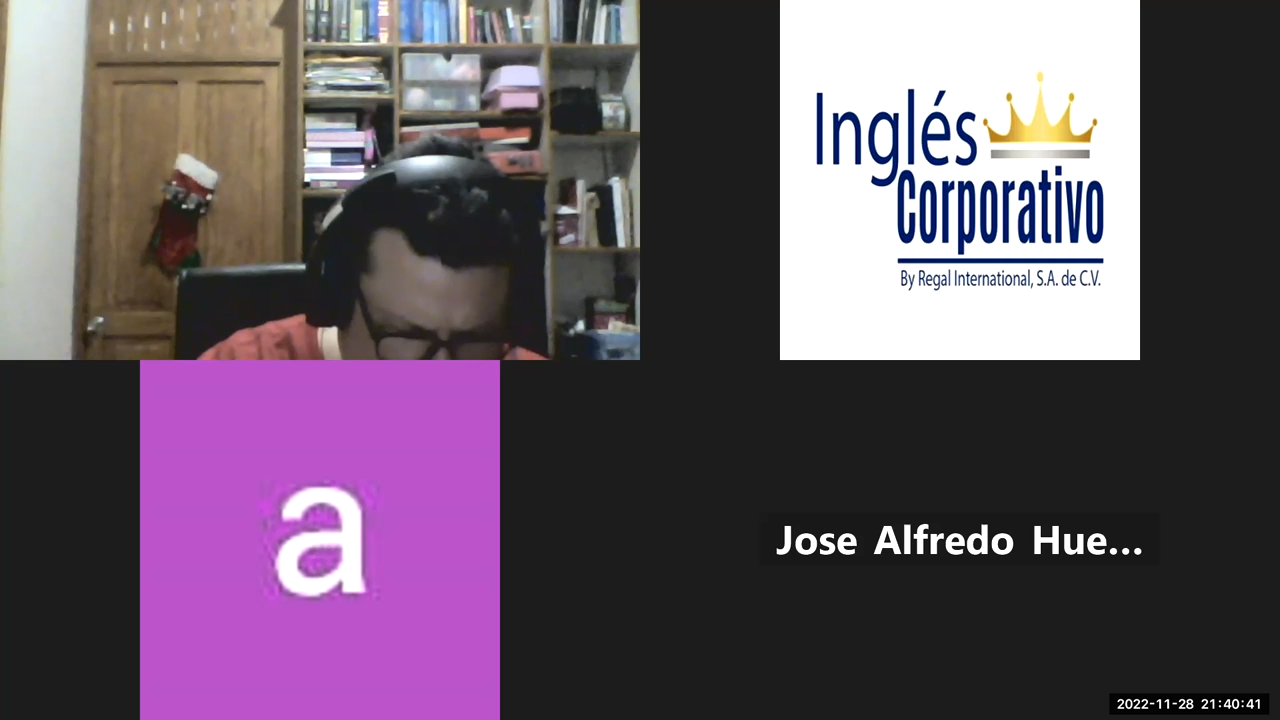 Inglés
Corporativo
By Regal International, S.A. de C.V.
a
Jose Alfredo Hue...
2022-11-28 21:40:41